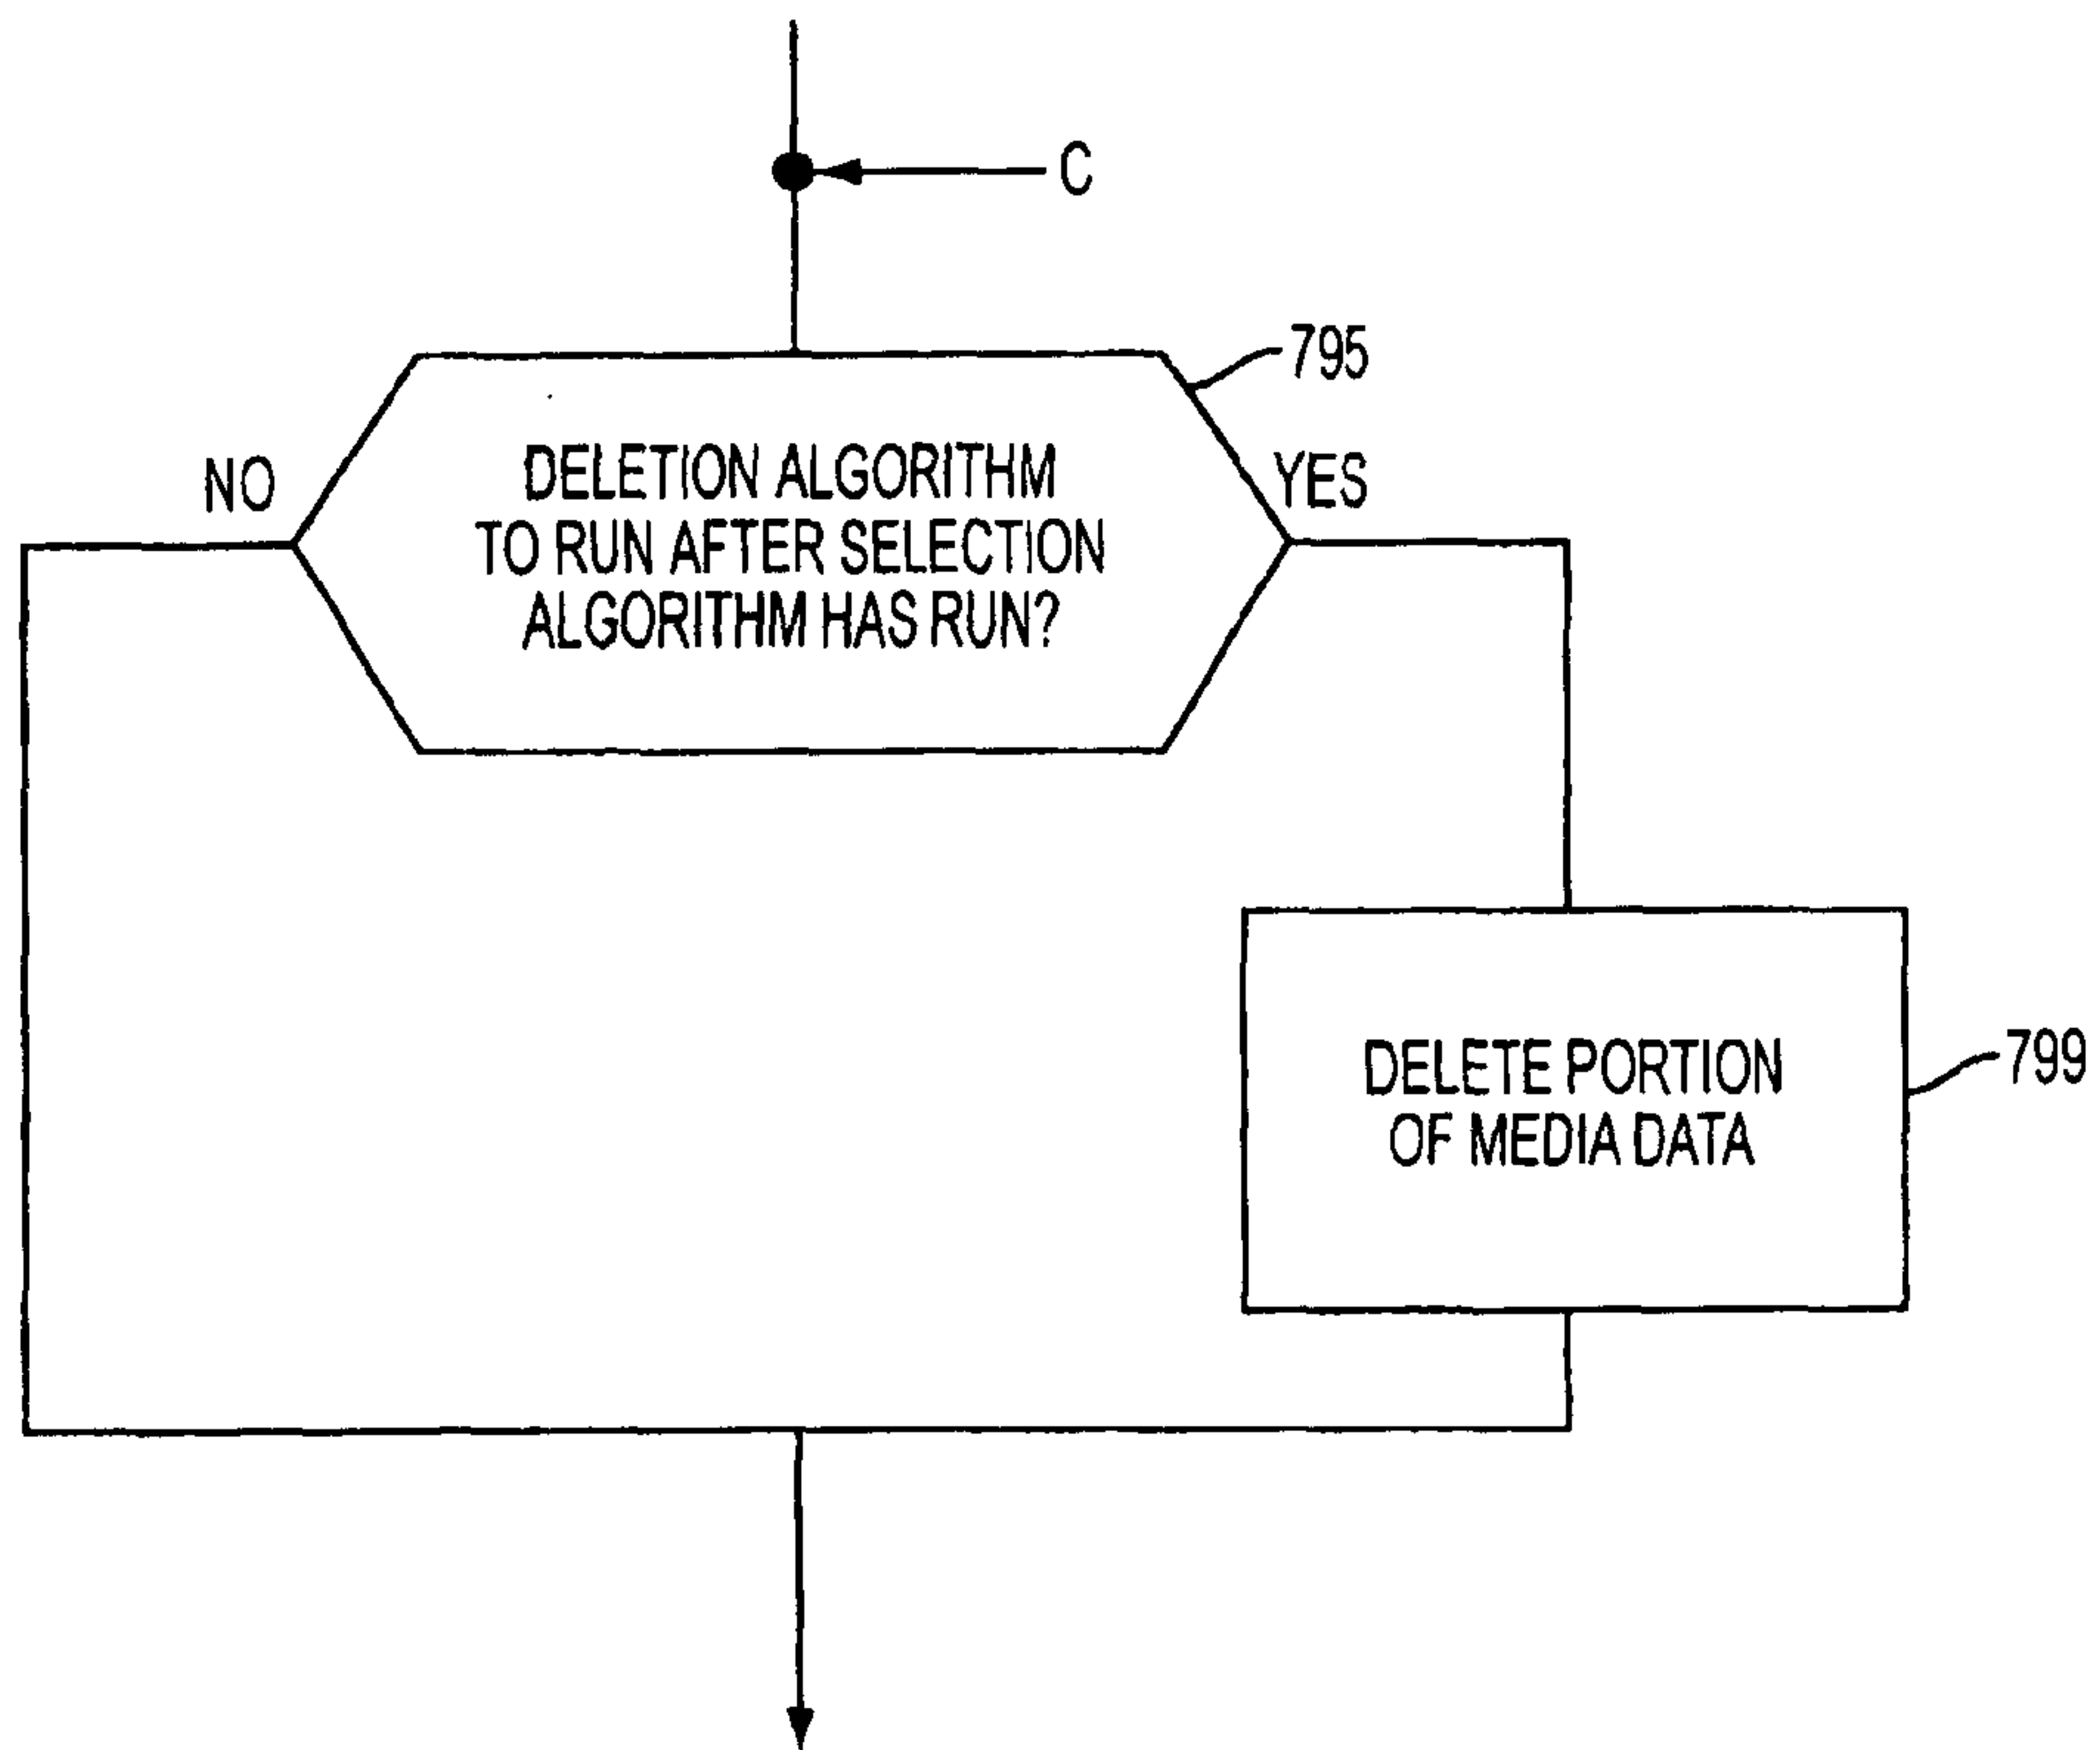 C
795
NO
YES
DELETION ALGORITHM
TO RUN AFTER SELECTION
ALGORITHM HAS RUN?
DELETE PORTION
OF MEDIA DATA
799